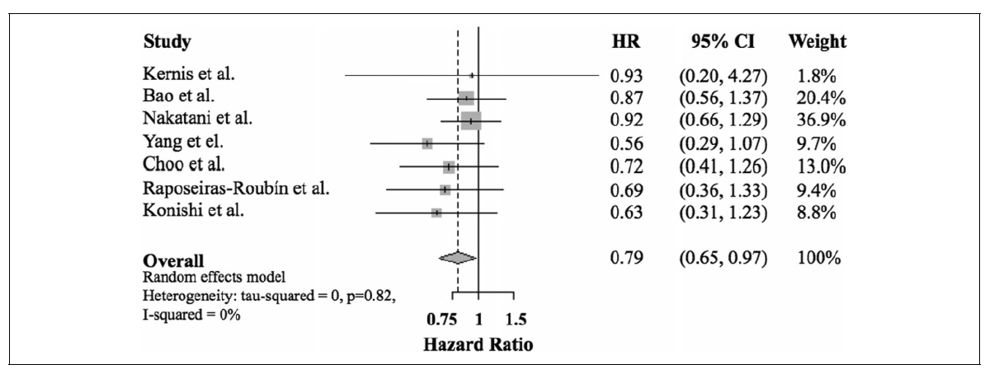 Study HR 95% CI Weight
Kernis et al. 0.93 (0.20, 4.27) 1.8%
Bao et al. 0.87 (0.56, 1.37) 20.4%
Nakatani et al. 0.92 (0.66, 1.29) 36.9%
Yang et el. 0.56 (0.29, 1.07) 9.7%
Choo et al. 0.72 (0.41, 1.26) 13.0%
Raposeiras-Roubín et al. 0.69 (0.36, 1.33) 9.4%
Konishi et al. 0.63 (0.31, 1.23) 8.8%
Overall 0.79 (0.65, 0.97) 100%
Random effects model
Heterogeneity: tau-squared = 0, p=0.82,
I-squared = 0%
0.75 1 1.5
Hazard Ratio